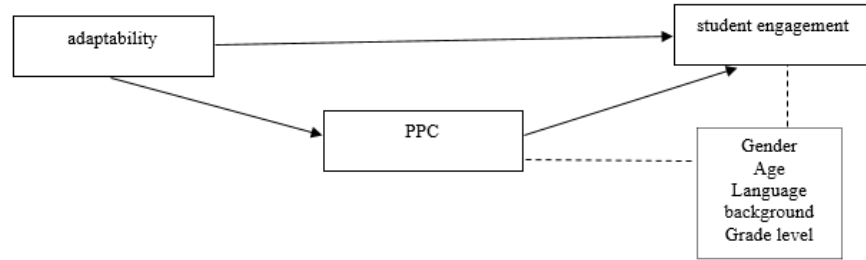 adaptability
student engagement
PPC
Gender
Age
Language
background
Grade level